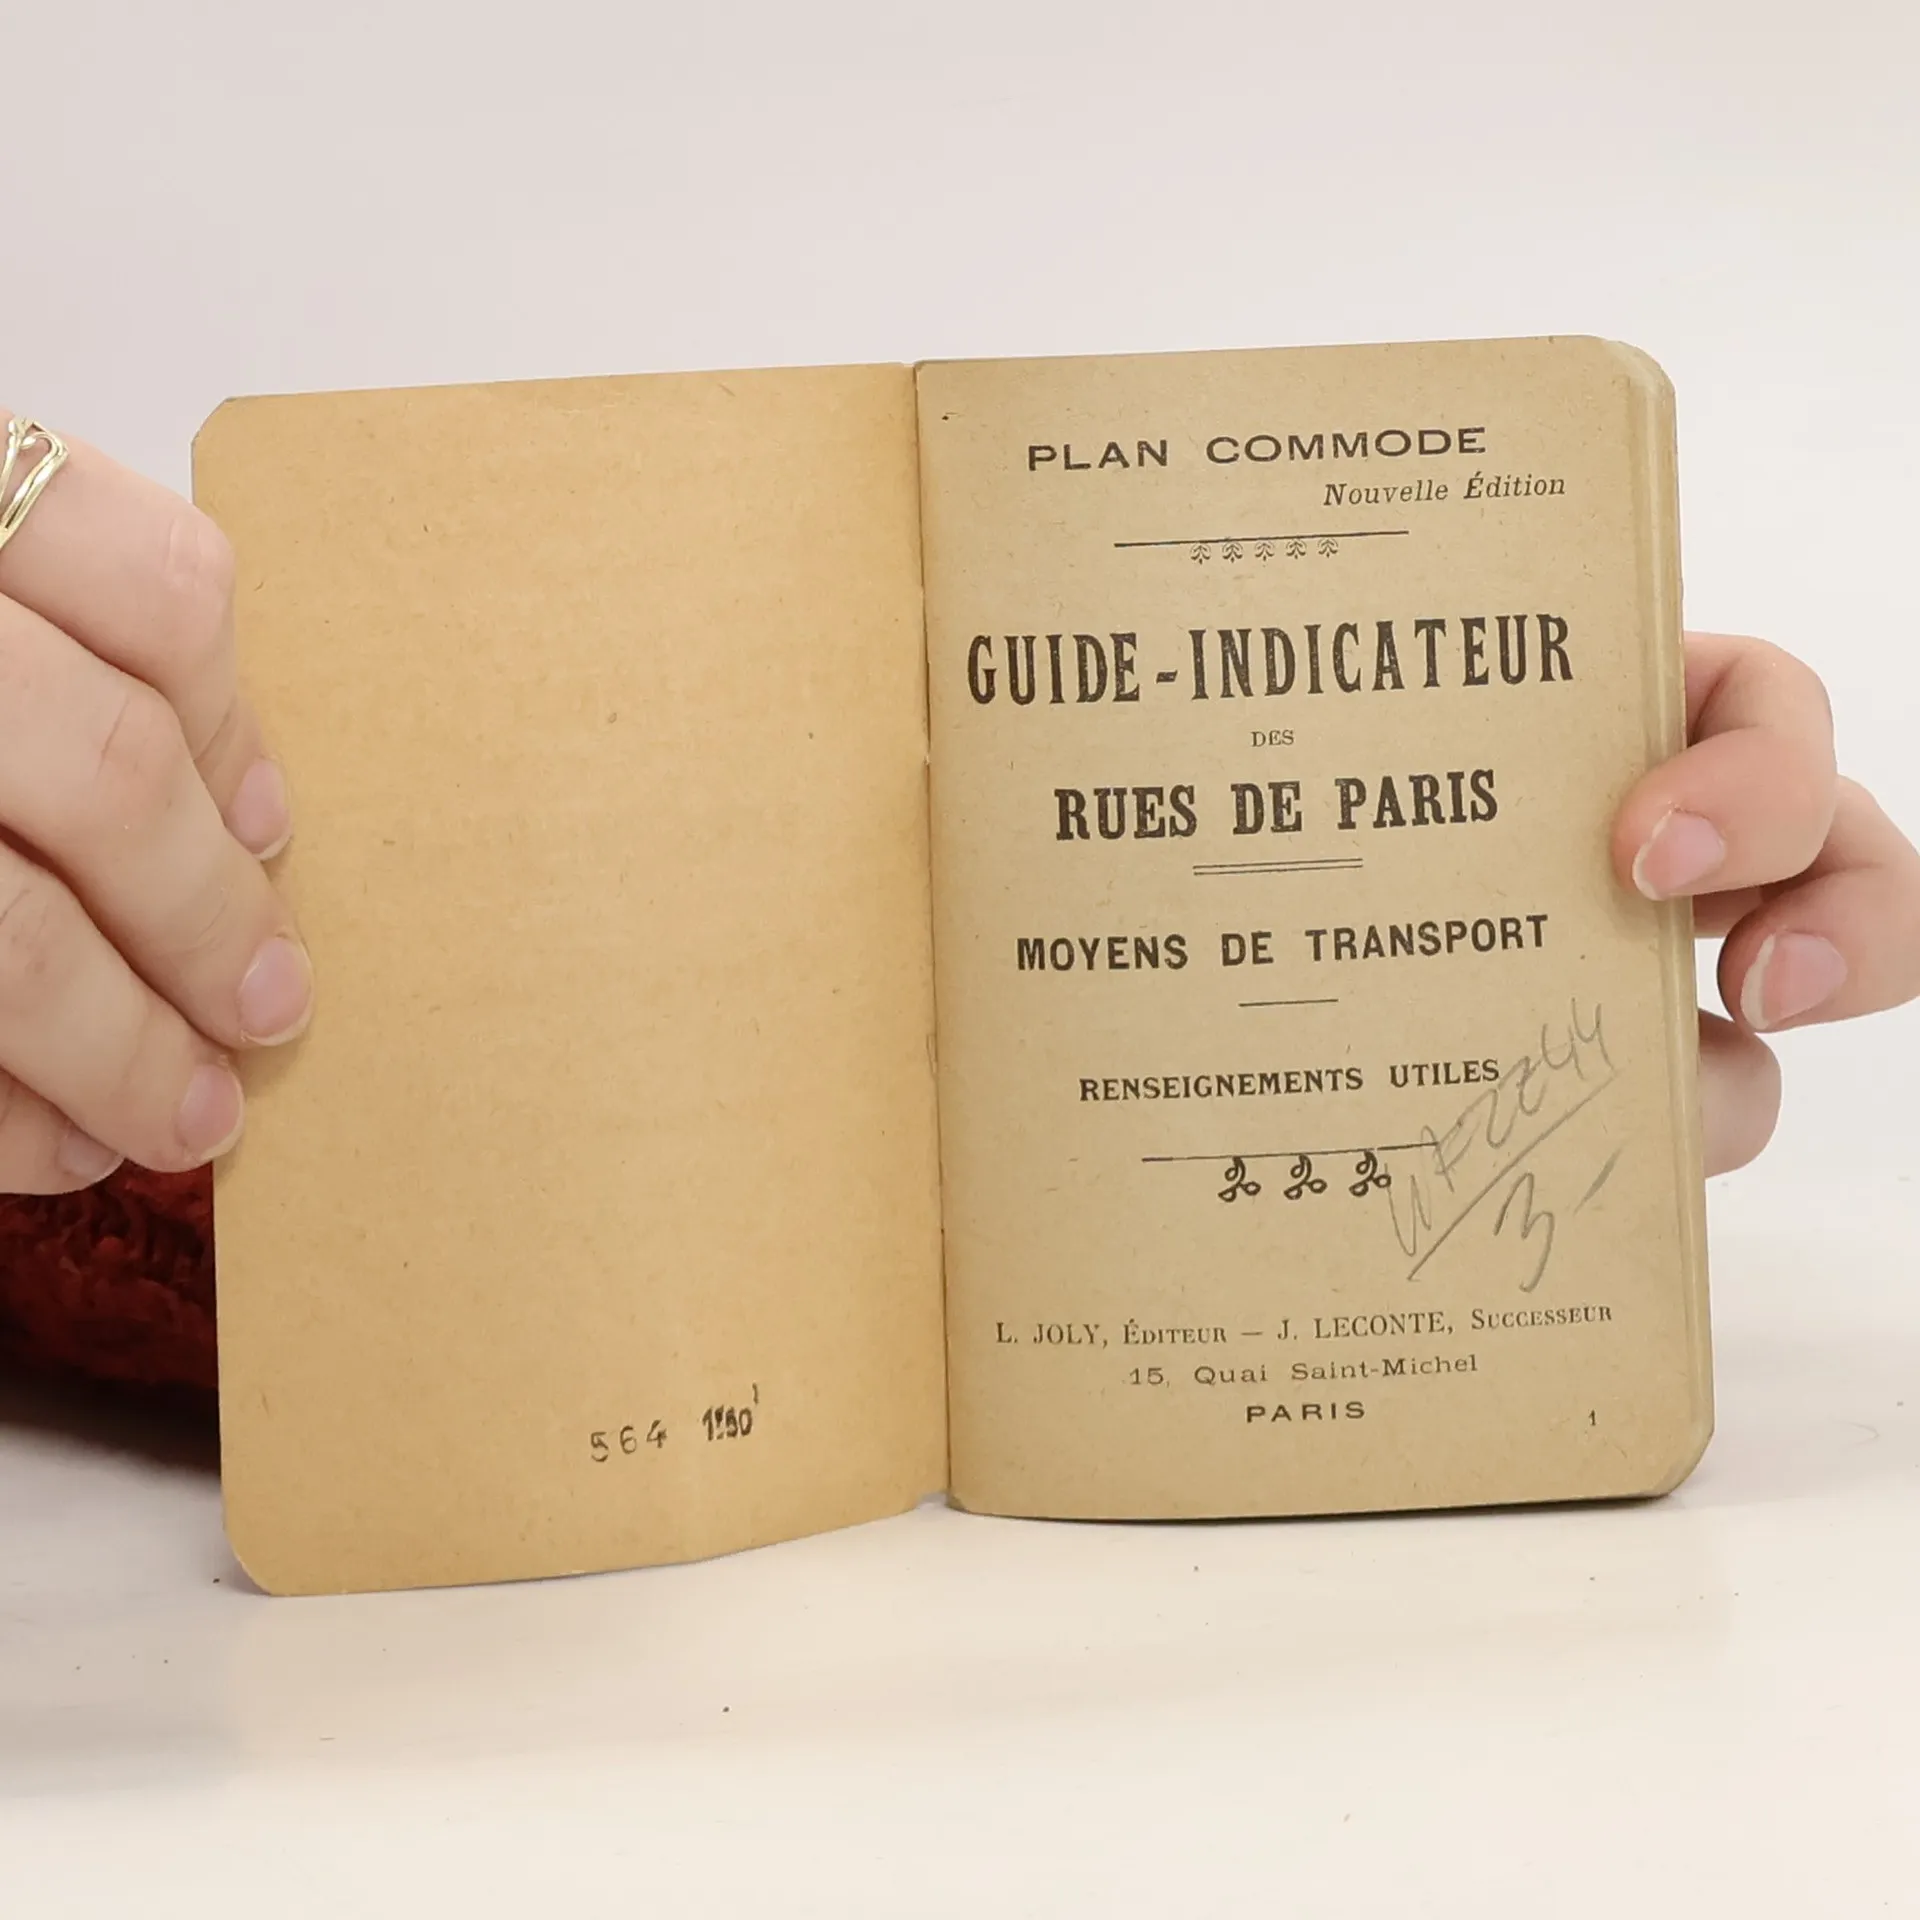 564
PLAN COMMODE
Nouvelle Édition
GUIDE-INDICATEUR
DES
RUES DE PARIS
MOYENS DE TRANSPORT
RENSEIGNEMENTS UTILES
3-
L. JOLY, ÉDITEUR — J. LECONTE, SUCCESSEUR
15, Quai Saint-Michel
PARIS
1